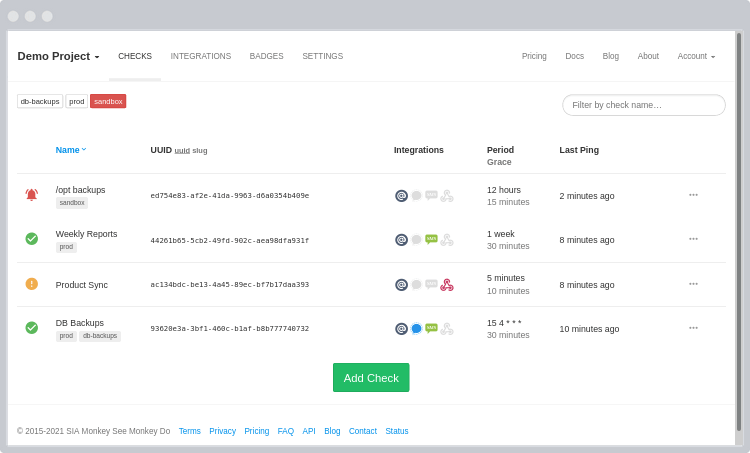 Demo Project CHECKS INTEGRATIONS BADGES SETTINGS Pricing Docs Blog About Account
db-backups prod sandbox Filter by check name…
Name UUID uuid slug Integrations Period Last Ping
Grace
/opt backups ed754e83-af2e-41da-9963-d6a0354b409e 12 hours 2 minutes ago
sandbox 15 minutes
Weekly Reports 44261b65-5cb2-49fd-902c-aea98dfa931f 1 week 8 minutes ago
prod 30 minutes
Product Sync ac134bdc-be13-4a45-89ec-bf7b17daa393 5 minutes 8 minutes ago
10 minutes
DB Backups 93620e3a-3bf1-460c-b1af-b8b777740732 15 4 * * * 10 minutes ago
prod db-backups 30 minutes
Add Check
© 2015-2021 SIA Monkey See Monkey Do Terms Privacy Pricing FAQ API Blog Contact Status